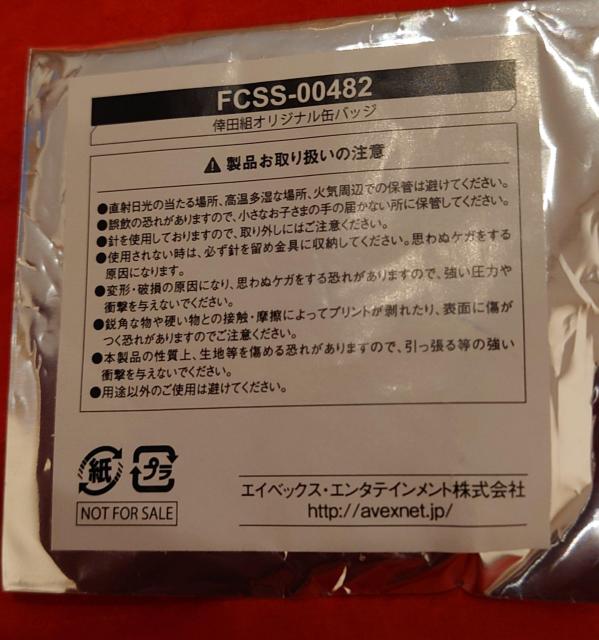 FCSS-00482
倖田組オリジナル缶バッジ
製品お取り扱いの注意
●直射日光の当たる場所、高温多湿な場所、火気周辺での保管は避けてください。
●誤飲の恐れがありますので、小さなお子さまの手の届かない所に保管してください。
●針を使用しておりますので、取り外しにはご注意ください。
●使用されない時は、必ず針を留め金具に収納してください。思わぬケガをする
原因になります。
●変形・破損の原因になり、思わぬケガをする恐れがありますので、強い圧力や
衝撃を与えないでください。
●鋭角な物や硬い物との接触・摩擦によってプリントが剥れたり、表面に傷が
つく恐れがありますのでご注意ください。
●本製品の性質上、生地等を傷める恐れがありますので、引っ張る等の強い
衝撃を与えないでください。
●用途以外のご使用は避けてください。
紙 プラ
NOT FOR SALE
エイベックス・エンタテインメント株式会社
http://avexnet.jp/